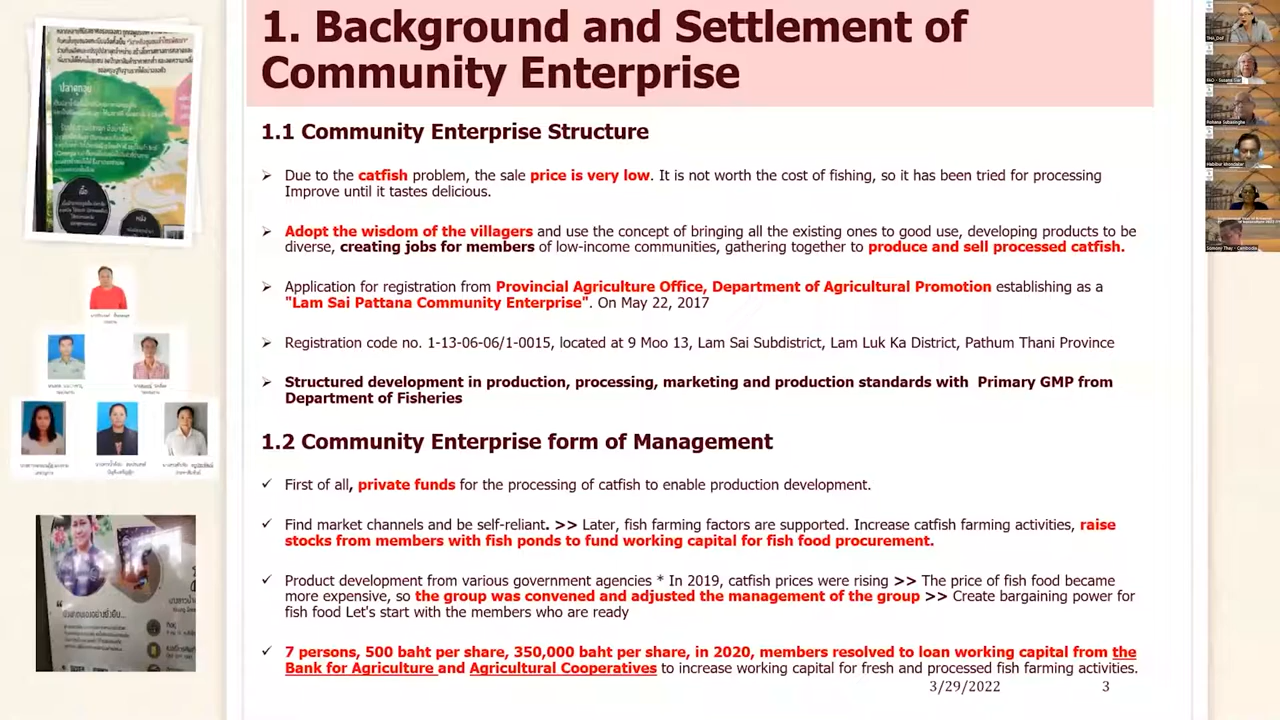 1. Background and Settlement of
Community Enterprise
1.1 Community Enterprise Structure
Due to the catfish problem, the sale price is very low. It is not worth the cost of fishing, so it has been tried for processing
Improve until it tastes delicious.
Adopt the wisdom of the villagers and use the concept of bringing all the existing ones to good use, developing products to be
diverse, creating jobs for members of low-income communities, gathering together to produce and sell processed catfish.
Application for registration from Provincial Agriculture Office, Department of Agricultural Promotion establishing as a
"Lam Sai Pattana Community Enterprise". On May 22, 2017
Registration code no. 1-13-06-06/1-0015, located at 9 Moo 13, Lam Sai Subdistrict, Lam Luk Ka District, Pathum Thani Province
Structured development in production, processing, marketing and production standards with Primary GMP from
Department of Fisheries
1.2 Community Enterprise form of Management
First of all, private funds for the processing of catfish to enable production development.
Find market channels and be self-reliant. >> Later, fish farming factors are supported. Increase catfish farming activities, raise
stocks from members with fish ponds to fund working capital for fish food procurement.
Product development from various government agencies * In 2019, catfish prices were rising >> The price of fish food became
more expensive, so the group was convened and adjusted the management of the group >> Create bargaining power for
fish food Let's start with the members who are ready
7 persons, 500 baht per share, 350,000 baht per share, in 2020, members resolved to loan working capital from the
Bank for Agriculture and Agricultural Cooperatives to increase working capital for fresh and processed fish farming activities.
3/29/2022 3